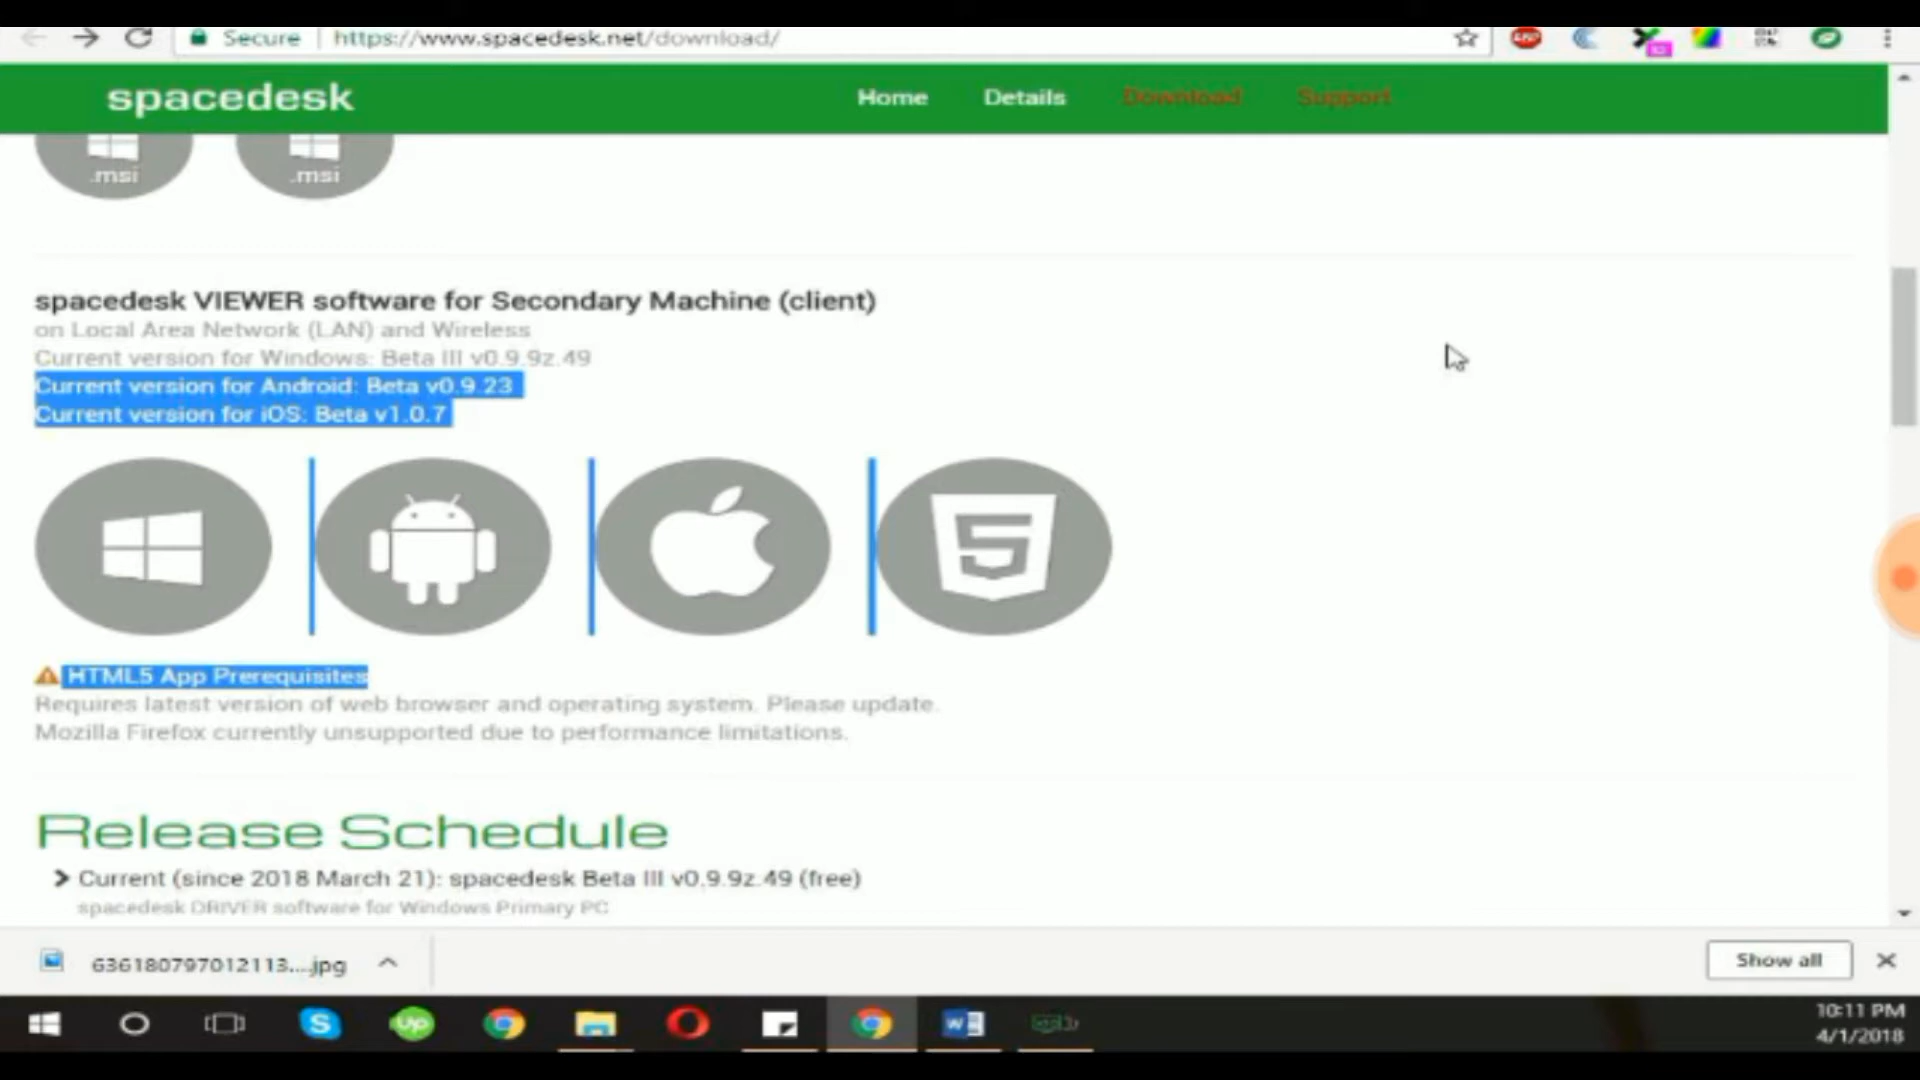 Secure | https://www.spacedesk.net/download/
ABP
spacedesk Home Details Download Support
.msi .msi
spacedesk VIEWER software for Secondary Machine (client)
on Local Area Network (LAN) and Wireless
Current version for Windows: Beta III v0.9.9z.49
Current version for Android: Beta v0.9.23
Current version for iOS: Beta v1.0.7
HTML5 App Prerequisites
Requires latest version of web browser and operating system. Please update.
Mozilla Firefox currently unsupported due to performance limitations.
Release Schedule
Current (since 2018 March 21): spacedesk Beta III v0.9.9z.49 (free)
spacedesk DRIVER software for Windows Primary PC
636180797012113....jpg Show all
10:11 PM
4/1/2018